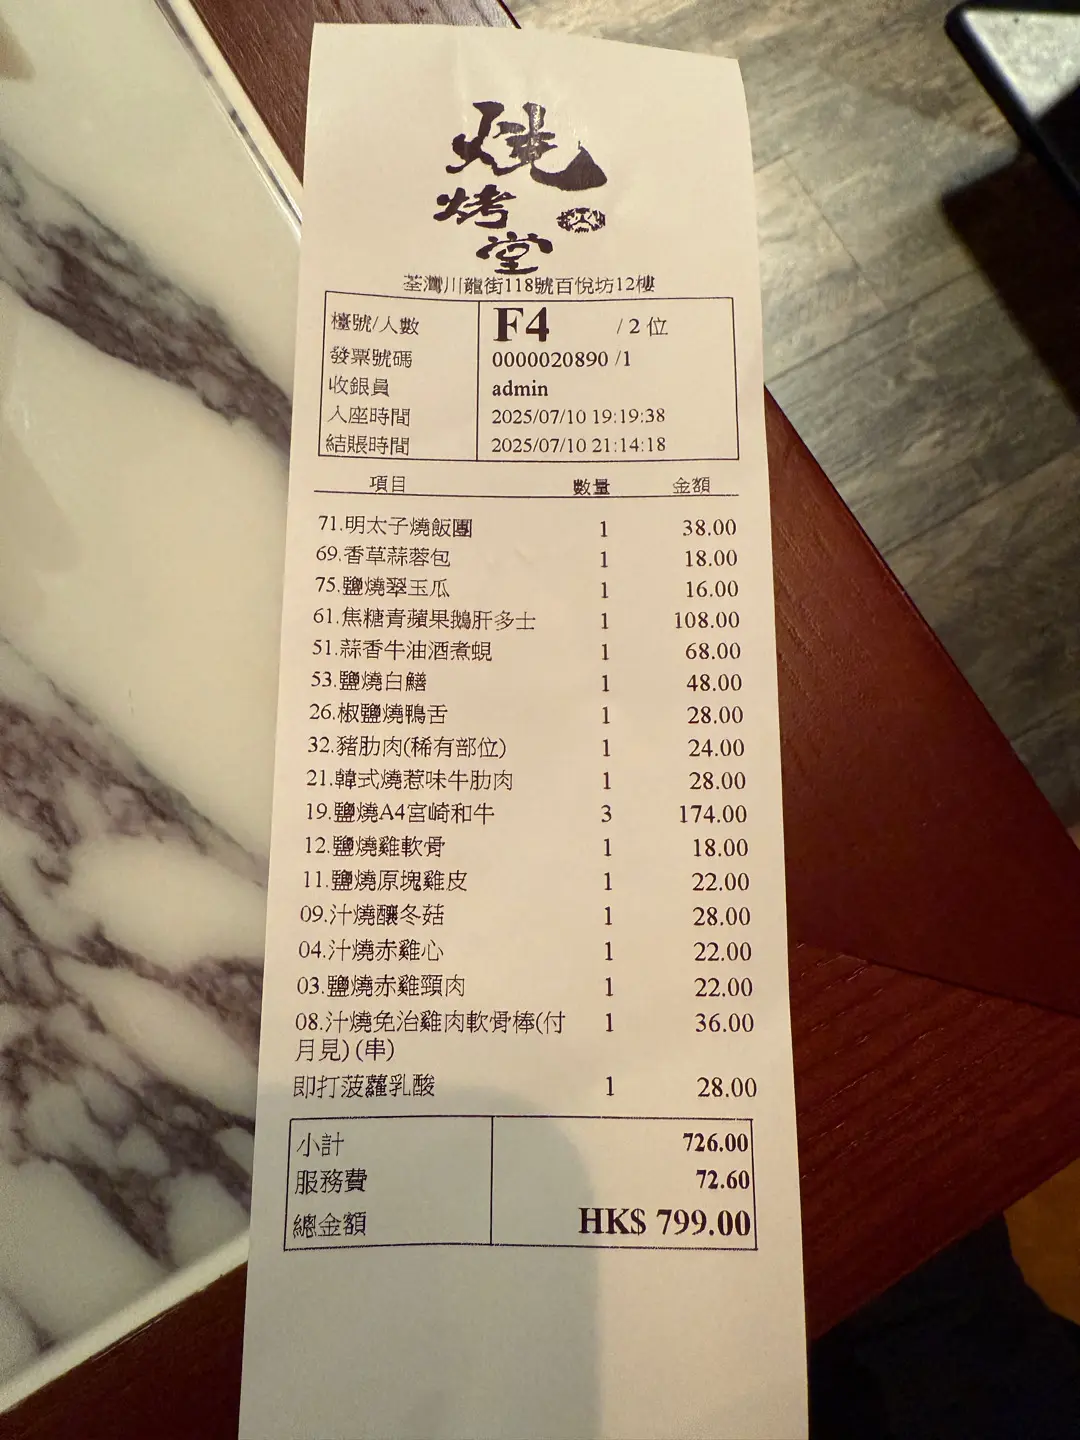 燒
烤
堂
荃灣川龍街118號百悅坊12樓
檯號/人數 F4 / 2 位
發票號碼 0000020890 /1
收銀員 admin
入座時間 2025/07/10 19:19:38
結賬時間 2025/07/10 21:14:18
項目 數量 金額
71.明太子燒飯團 1 38.00
69.香草蒜蓉包 1 18.00
75.鹽燒翠玉瓜 1 16.00
61.焦糖青蘋果鵝肝多士 1 108.00
51.蒜香牛油酒煮蜆 1 68.00
53.鹽燒白鱔 1 48.00
26.椒鹽燒鴨舌 1 28.00
32.豬肋肉(稀有部位) 1 24.00
21.韓式燒惹味牛肋肉 1 28.00
19.鹽燒A4宮崎和牛 3 174.00
12.鹽燒雞軟骨 1 18.00
11.鹽燒原塊雞皮 1 22.00
09.汁燒釀冬菇 1 28.00
04.汁燒赤雞心 1 22.00
03.鹽燒赤雞頸肉 1 22.00
08.汁燒免治雞肉軟骨棒(付 1 36.00
月見) (串)
即打菠蘿乳酸 1 28.00
小計 726.00
服務費 72.60
總金額 HK$ 799.00